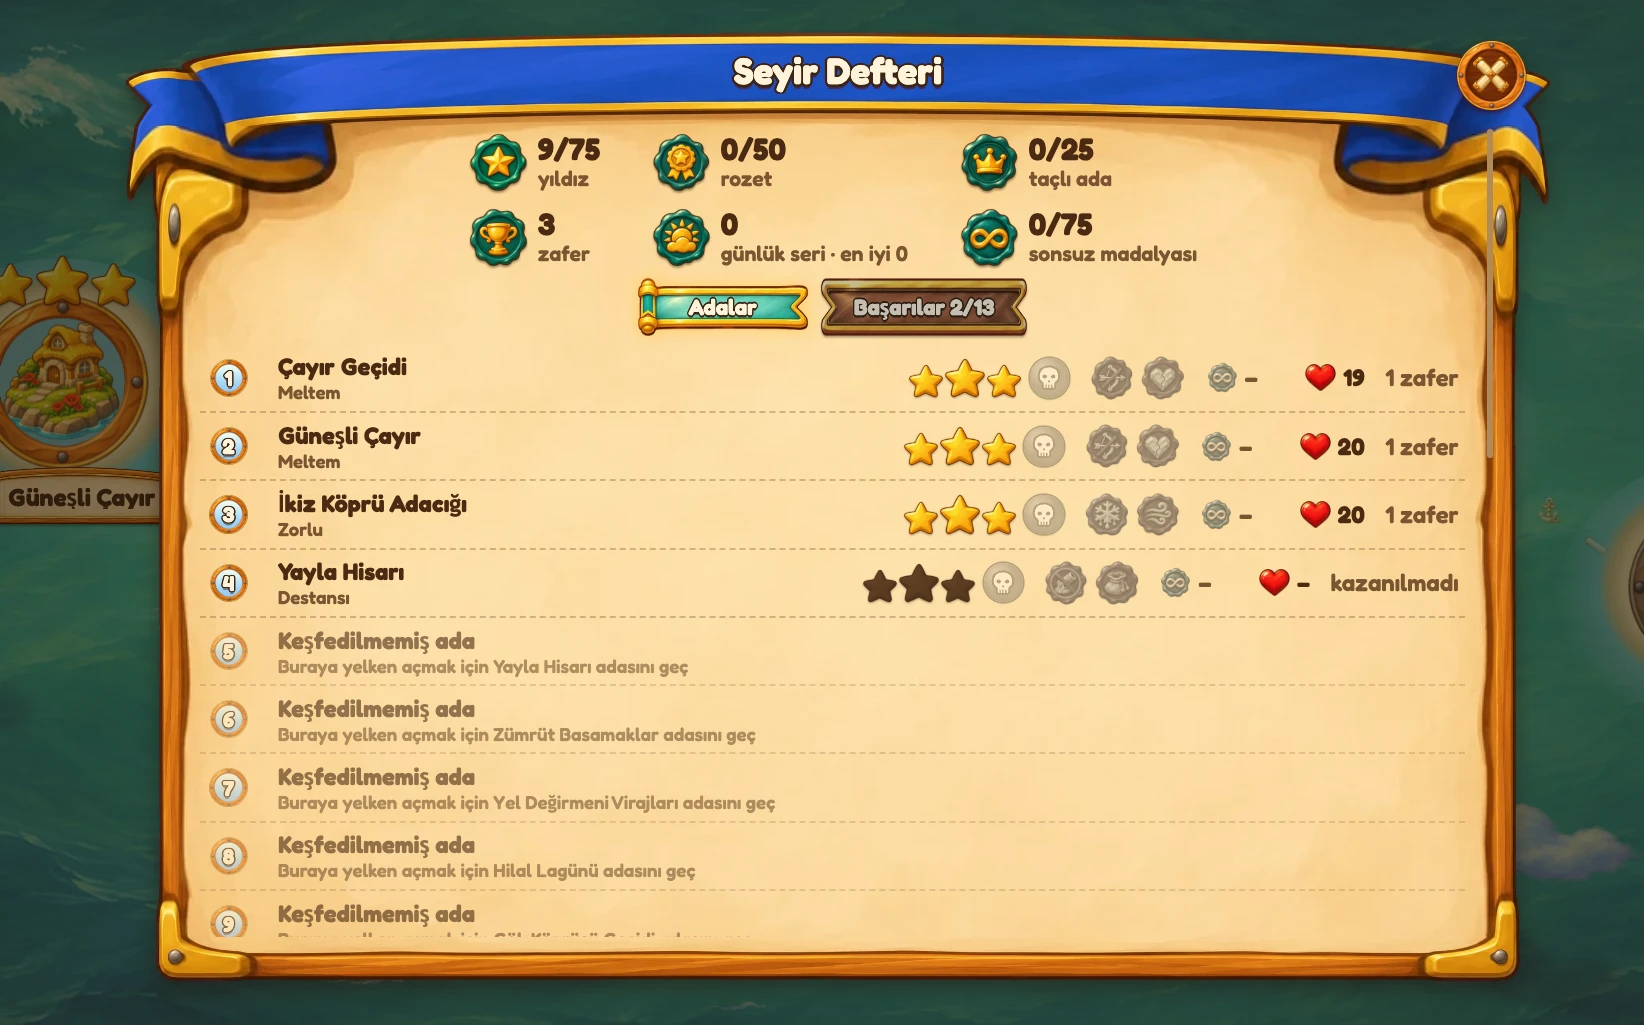 Seyir Defteri
9/75
yıldız
0/50
rozet
0/25
taçlı ada
3
zafer
0
günlük seri · en iyi 0
0/75
sonsuz madalyası
Adalar
Başarılar 2/13
1
Çayır Geçidi
Meltem
–
19
1 zafer
2
Güneşli Çayır
Meltem
–
20
1 zafer
3
İkiz Köprü Adacığı
Zorlu
–
20
1 zafer
4
Yayla Hisarı
Destansı
–
–
kazanılmadı
5
Keşfedilmemiş ada
Buraya yelken açmak için Yayla Hisarı adasını geç
6
Keşfedilmemiş ada
Buraya yelken açmak için Zümrüt Basamaklar adasını geç
7
Keşfedilmemiş ada
Buraya yelken açmak için Yel Değirmeni Virajları adasını geç
8
Keşfedilmemiş ada
Buraya yelken açmak için Hilal Lagünü adasını geç
9
Keşfedilmemiş ada
Güneşli Çayır